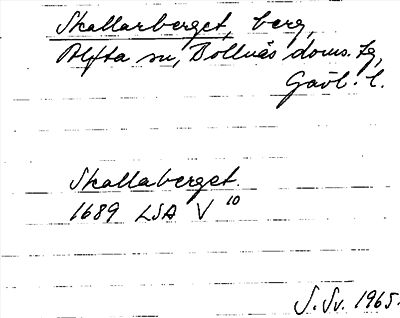 Skallarberget, berg,
Alfta sn, Bollnäs doms. tg,
Gävl. l.
Skallaberget.
1689 LSA V 10
S. Sv. 1965.